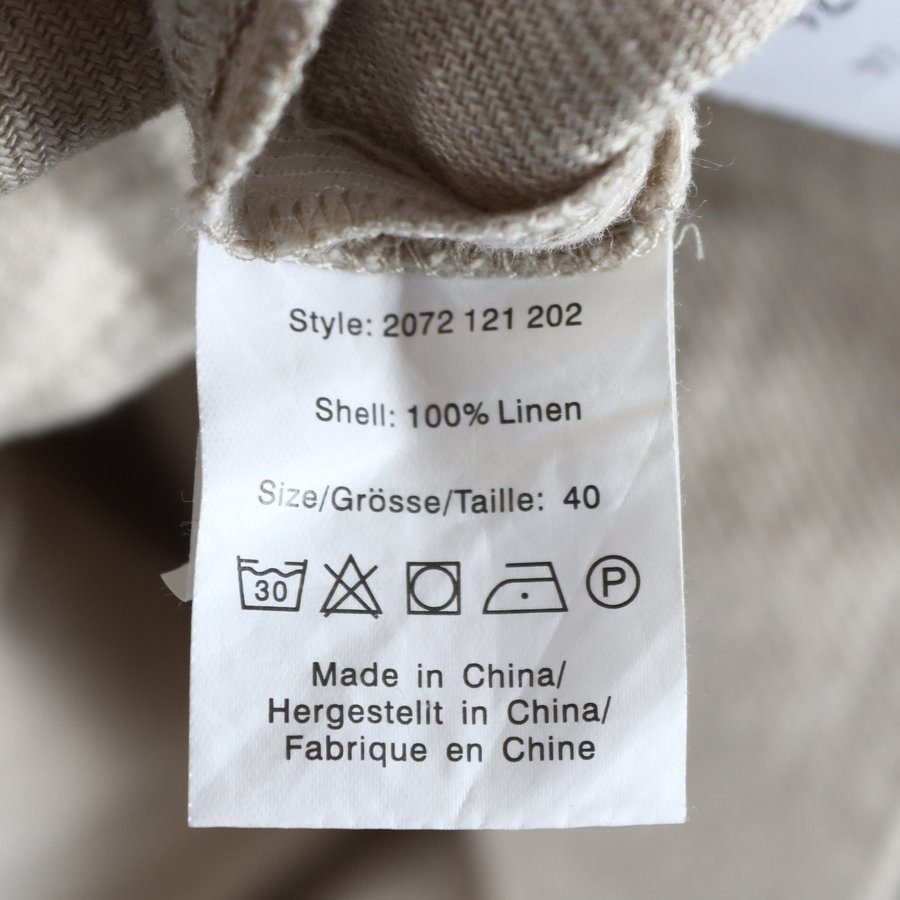 Style: 2072 121 202
Shell: 100% Linen
Size/Grösse/Taille: 40
30 P
Made in China/
Hergestellt in China/
Fabrique en Chine